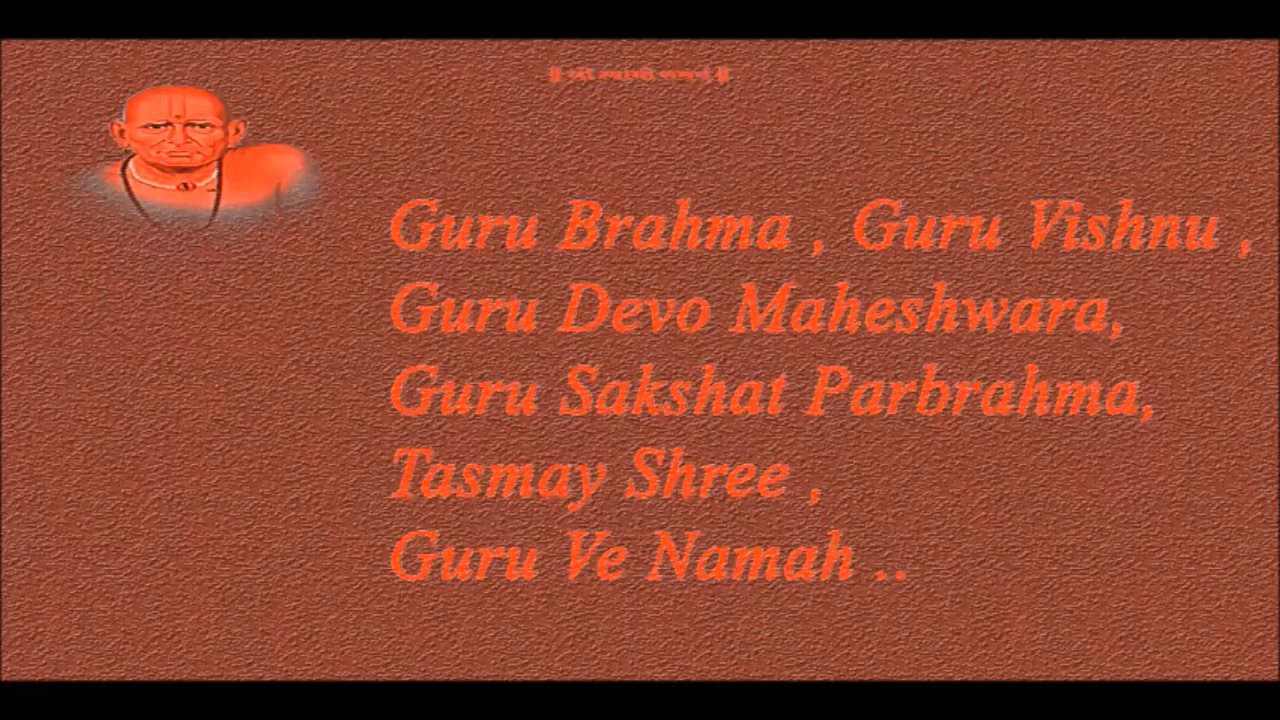 Guru Brahma , Guru Vishnu ,
Guru Devo Maheshwara,
Guru Sakshat Parbrahma,
Tasmay Shree ,
Guru Ve Namah ..